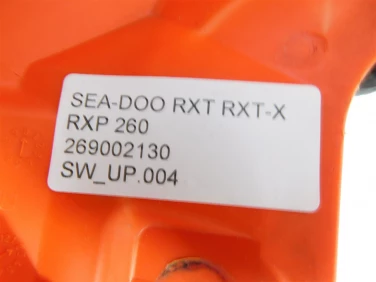 SEA-DOO RXT RXT-X
RXP 260
269002130
SW_UP.004